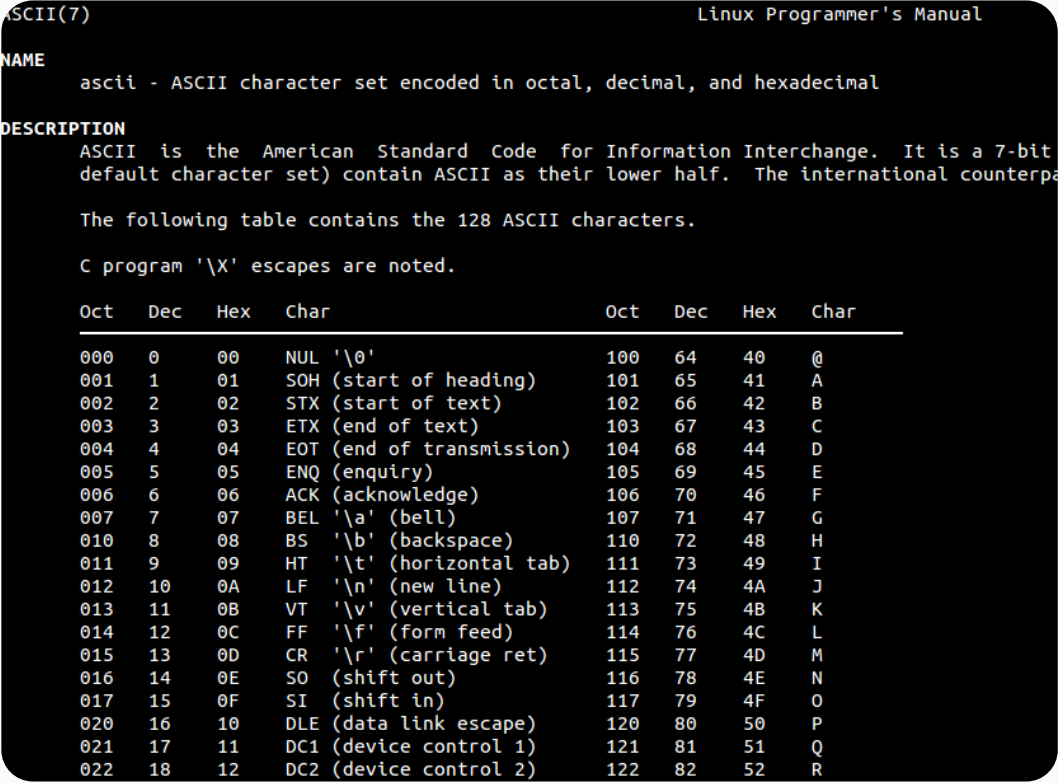 ASCII(7) Linux Programmer's Manual
NAME
ascii - ASCII character set encoded in octal, decimal, and hexadecimal
DESCRIPTION
ASCII is the American Standard Code for Information Interchange. It is a 7-bit
default character set) contain ASCII as their lower half. The international counterpa
The following table contains the 128 ASCII characters.
C program '\X' escapes are noted.
Oct Dec Hex Char Oct Dec Hex Char
000 0 00 NUL '\0' 100 64 40 @
001 1 01 SOH (start of heading) 101 65 41 A
002 2 02 STX (start of text) 102 66 42 B
003 3 03 ETX (end of text) 103 67 43 C
004 4 04 EOT (end of transmission) 104 68 44 D
005 5 05 ENQ (enquiry) 105 69 45 E
006 6 06 ACK (acknowledge) 106 70 46 F
007 7 07 BEL '\a' (bell) 107 71 47 G
010 8 08 BS '\b' (backspace) 110 72 48 H
011 9 09 HT '\t' (horizontal tab) 111 73 49 I
012 10 0A LF '\n' (new line) 112 74 4A J
013 11 0B VT '\v' (vertical tab) 113 75 4B K
014 12 0C FF '\f' (form feed) 114 76 4C L
015 13 0D CR '\r' (carriage ret) 115 77 4D M
016 14 0E SO (shift out) 116 78 4E N
017 15 0F SI (shift in) 117 79 4F O
020 16 10 DLE (data link escape) 120 80 50 P
021 17 11 DC1 (device control 1) 121 81 51 Q
022 18 12 DC2 (device control 2) 122 82 52 R